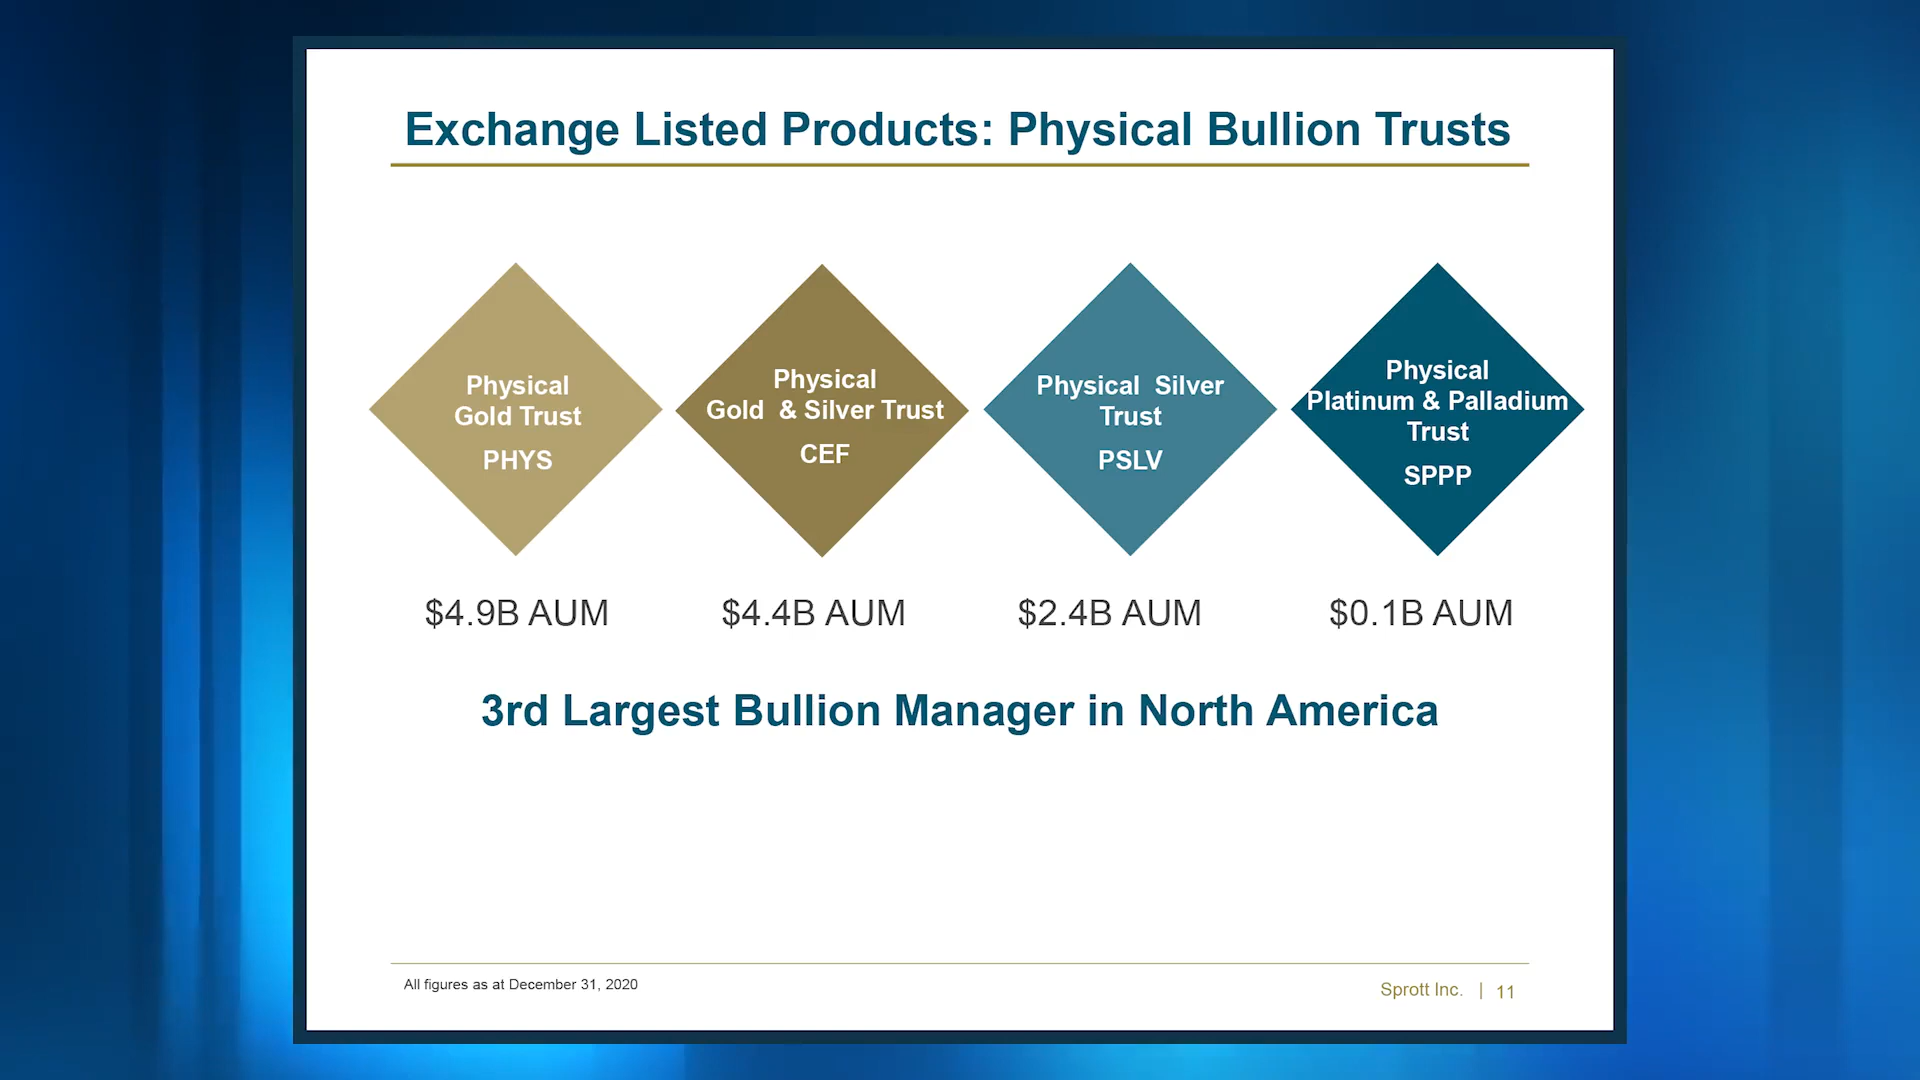 Exchange Listed Products: Physical Bullion Trusts
Physical
Gold Trust
PHYS
Physical
Gold & Silver Trust
CEF
Physical Silver
Trust
PSLV
Physical
Platinum & Palladium
Trust
SPPP
$4.9B AUM
$4.4B AUM
$2.4B AUM
$0.1B AUM
3rd Largest Bullion Manager in North America
All figures as at December 31, 2020
Sprott Inc. | 11